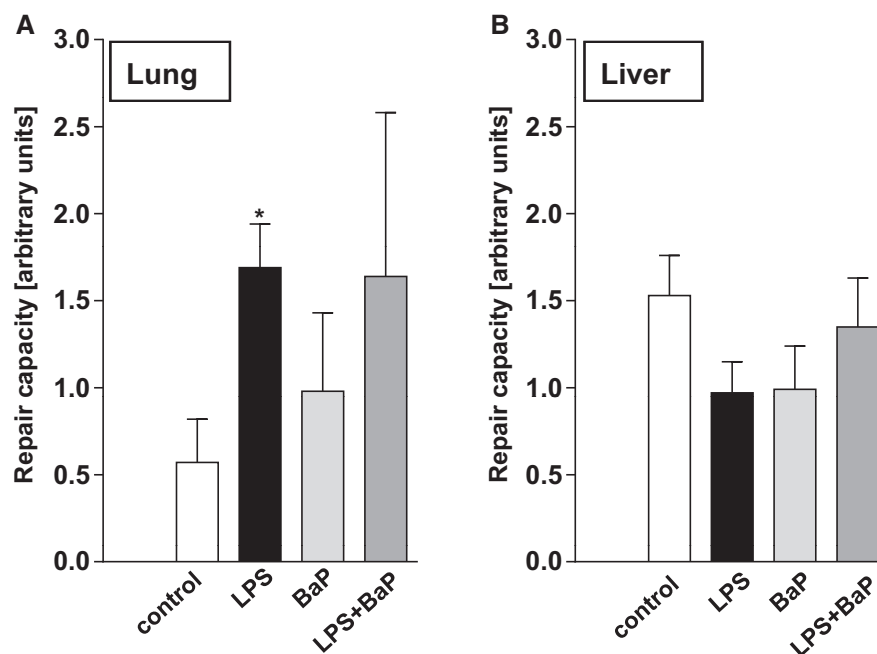 A
Lung
Repair capacity [arbitrary units]
3.0
2.5
2.0
1.5
1.0
0.5
0.0
*
control
LPS
BaP
LPS+BaP
B
Liver
Repair capacity [arbitrary units]
3.0
2.5
2.0
1.5
1.0
0.5
0.0
control
LPS
BaP
LPS+BaP